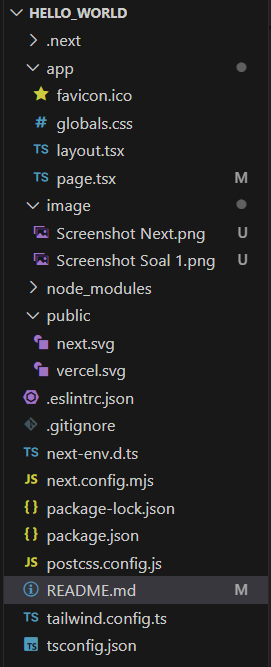 HELLO_WORLD
.next
app
favicon.ico
# globals.css
TS layout.tsx
TS page.tsx M
image
Screenshot Next.png U
Screenshot Soal 1.png U
node_modules
public
next.svg
vercel.svg
.eslintrc.json
.gitignore
TS next-env.d.ts
JS next.config.mjs
{ } package-lock.json
{ } package.json
JS postcss.config.js
README.md M
TS tailwind.config.ts
TS tsconfig.json